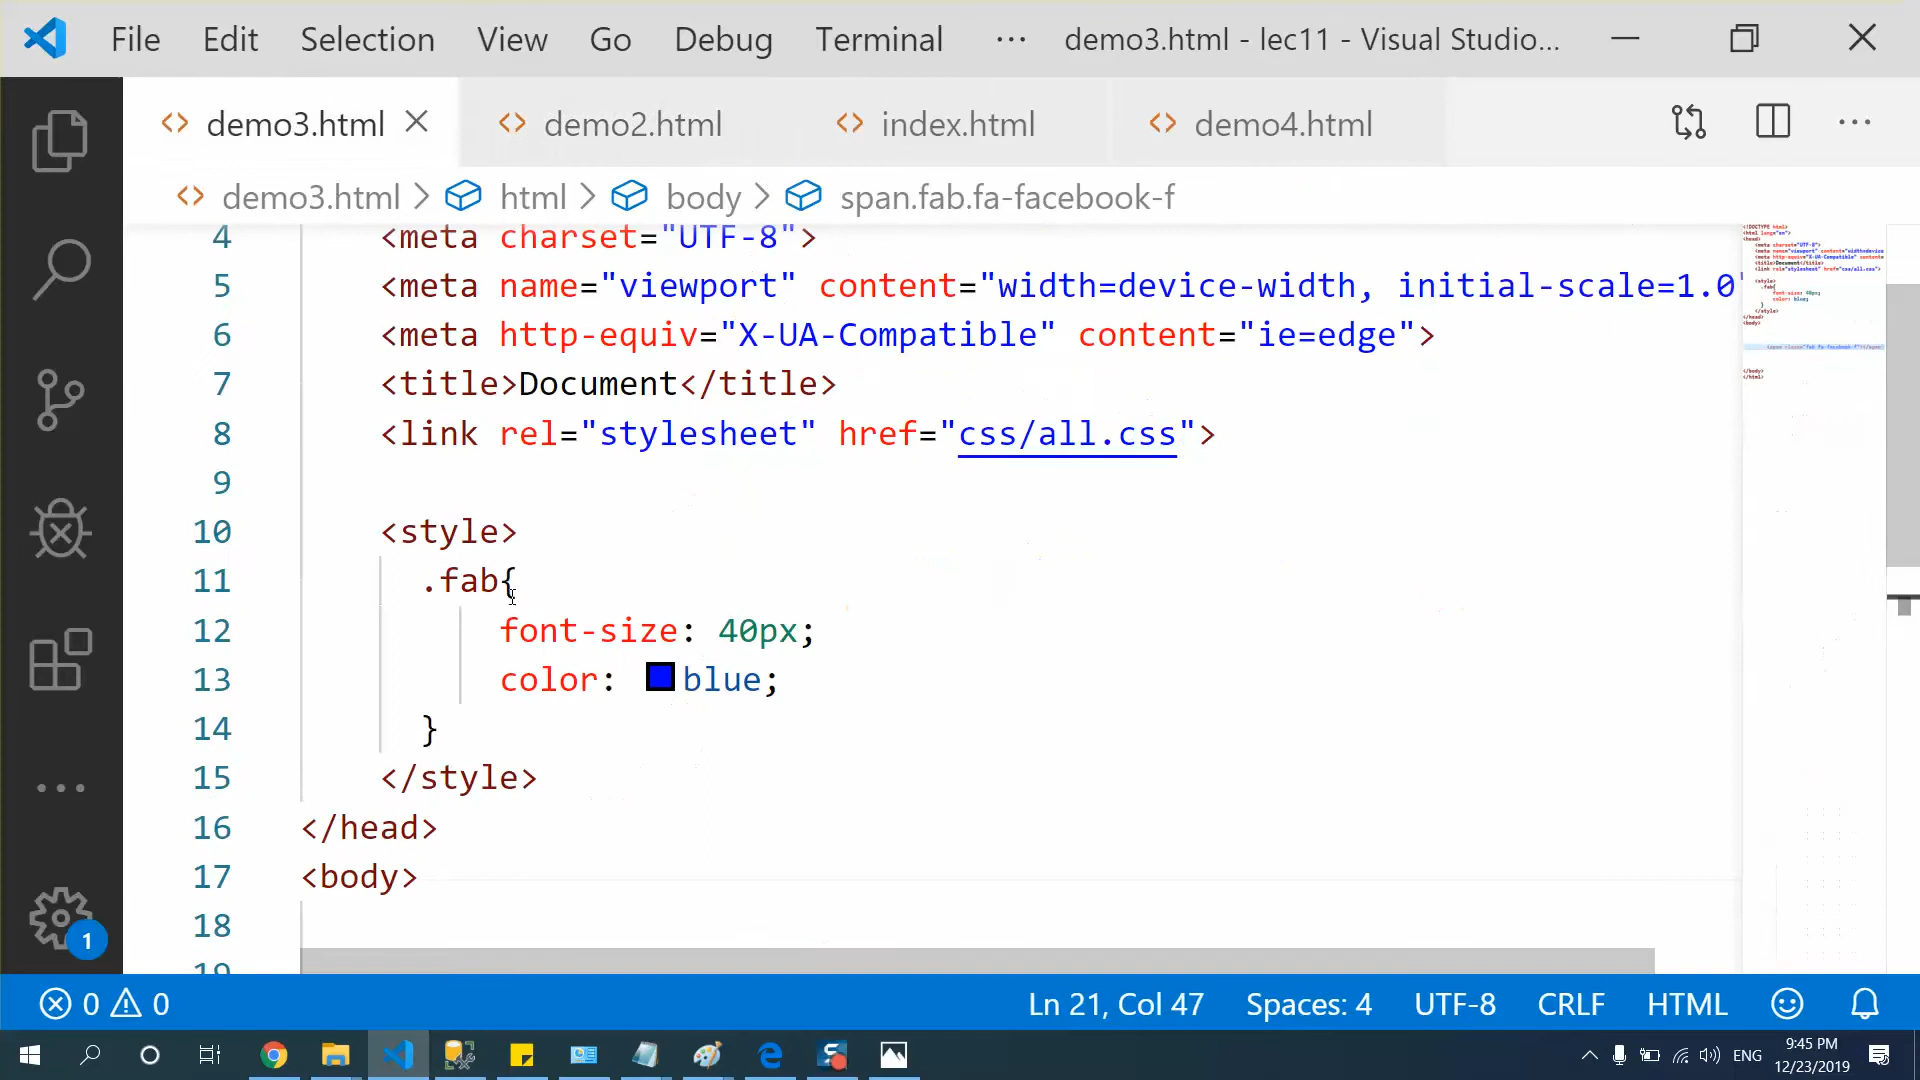 File Edit Selection View Go Debug Terminal ··· demo3.html - lec11 - Visual Studio...
demo3.html demo2.html index.html demo4.html
demo3.html > html > body > span.fab.fa-facebook-f
4 <meta charset="UTF-8">
5 <meta name="viewport" content="width=device-width, initial-scale=1.0"
6 <meta http-equiv="X-UA-Compatible" content="ie=edge">
7 <title>Document</title>
8 <link rel="stylesheet" href="css/all.css">
9
10 <style>
11 .fab{
12 font-size: 40px;
13 color: blue;
14 }
15 </style>
16 </head>
17 <body>
18
19
1
0 0 Ln 21, Col 47 Spaces: 4 UTF-8 CRLF HTML
ENG 9:45 PM
12/23/2019